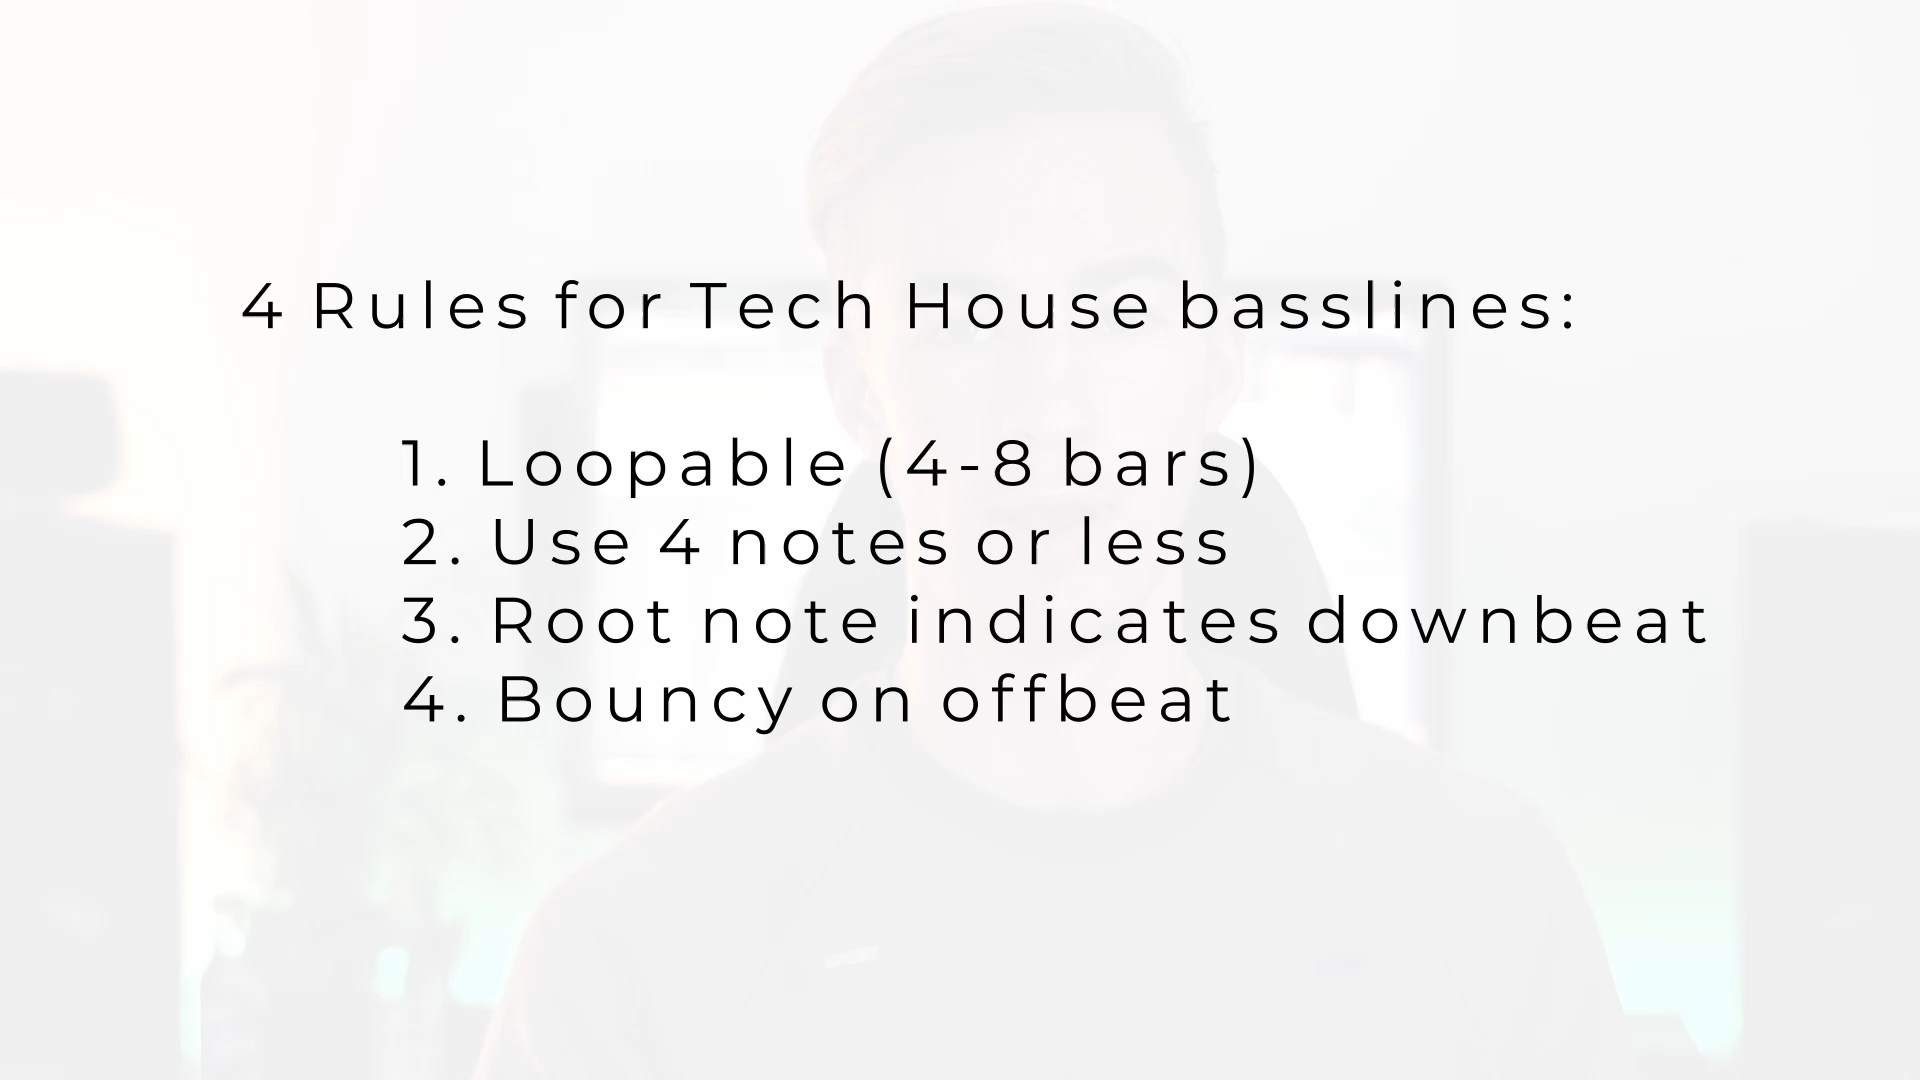 4 Rules for Tech House basslines:
1. Loopable (4-8 bars)
2. Use 4 notes or less
3. Root note indicates downbeat
4. Bouncy on offbeat